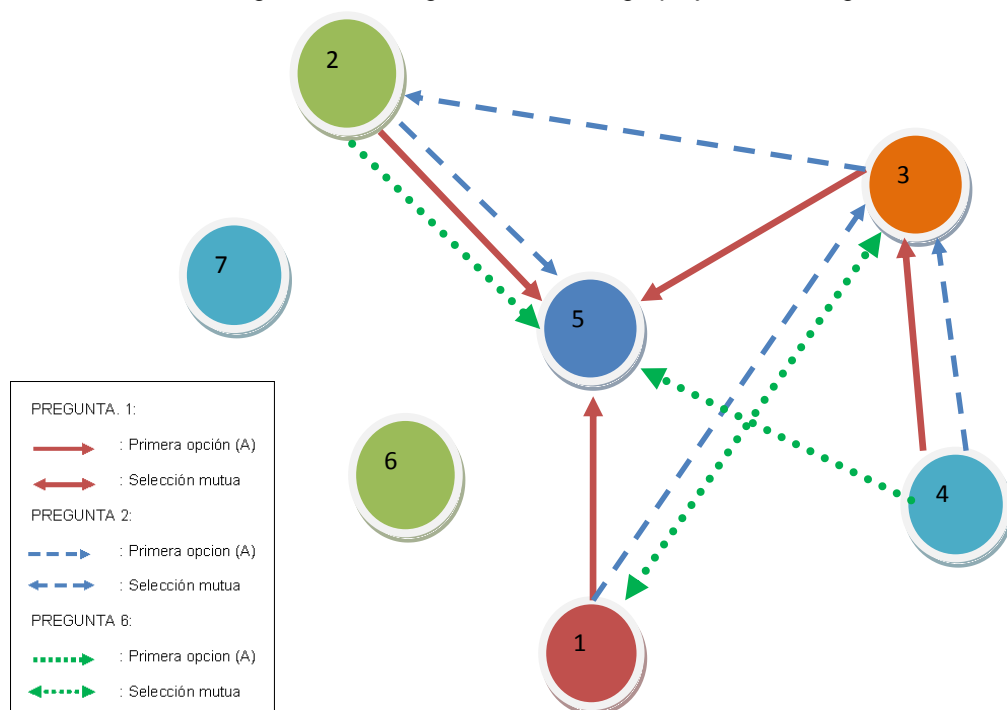 2
3
7
5
6
4
1
PREGUNTA. 1:
: Primera opción (A)
: Selección mutua
PREGUNTA 2:
: Primera opcion (A)
: Selección mutua
PREGUNTA 6:
: Primera opcion (A)
: Selección mutua